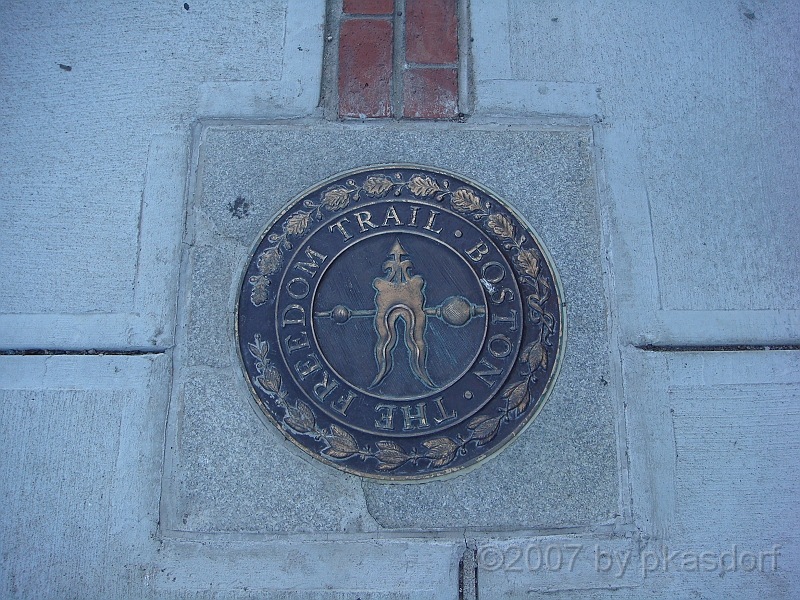 THE FREEDOM TRAIL · BOSTON ·
©2007 by pkasdorf